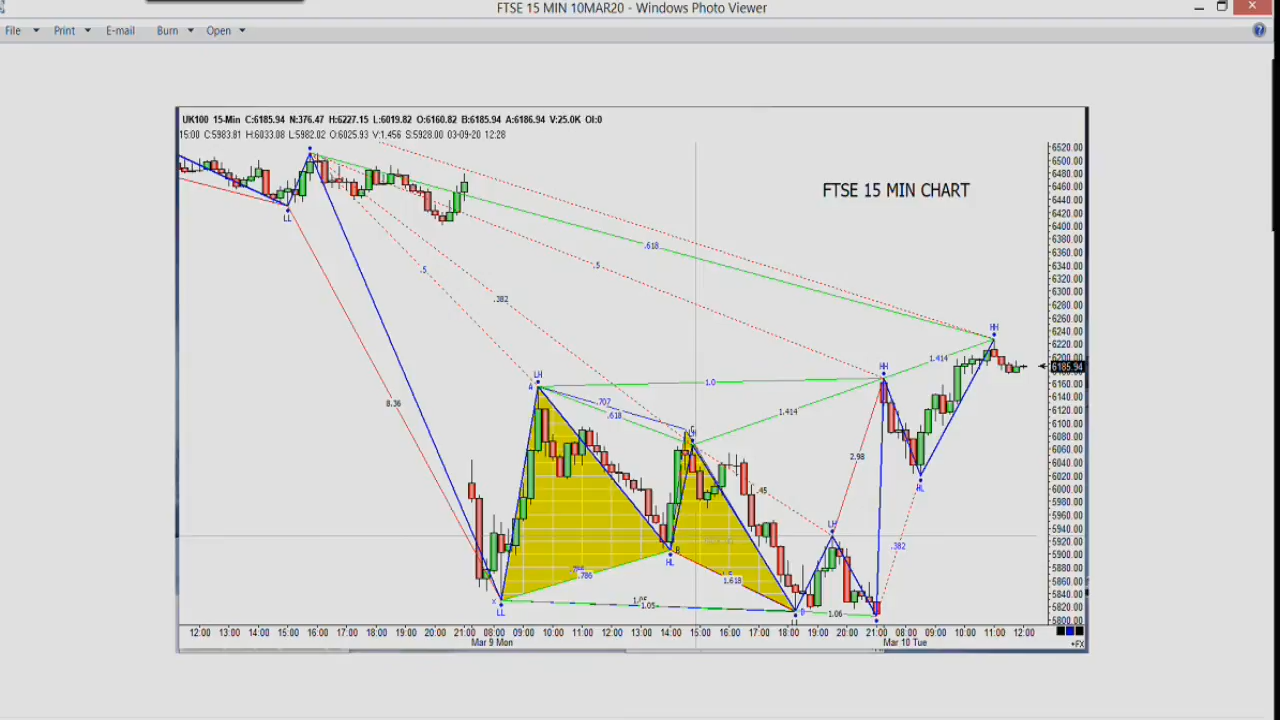 FTSE 15 MIN 10MAR20 - Windows Photo Viewer
File Print E-mail Burn Open
UK100 15-Min C:6185.94 N:376.47 H:6227.15 L:6019.82 O:6160.82 B:6185.94 A:6186.94 V:25.0K OI:0
15:00 C:5983.81 H:6033.08 L:5982.02 O:6025.93 V:1,456 S:5928.00 03-09-20 12:28
FTSE 15 MIN CHART
6520.00
6500.00
6480.00
6460.00
6440.00
6420.00
6400.00
6380.00
6360.00
6340.00
6320.00
6300.00
6280.00
6260.00
6240.00
6220.00
6200.00
6185.94
6160.00
6140.00
6120.00
6100.00
6080.00
6060.00
6040.00
6020.00
6000.00
5980.00
5960.00
5940.00
5920.00
5900.00
5880.00
5860.00
5840.00
5820.00
5800.00
LL
.618
.5
.5
.382
HH
1.414
HH
LH
A
1.0
.707
.618
1.414
8.36
C
2.98
.45
HL
LH
.382
B
HL
.786
1.618
X
LL
1.05
D
1.06
12:00 13:00 14:00 15:00 16:00 17:00 18:00 19:00 20:00 21:00 08:00 09:00 10:00 11:00 12:00 13:00 14:00 15:00 16:00 17:00 18:00 19:00 20:00 21:00 08:00 09:00 10:00 11:00 12:00
Mar 9 Mon Mar 10 Tue
+FX